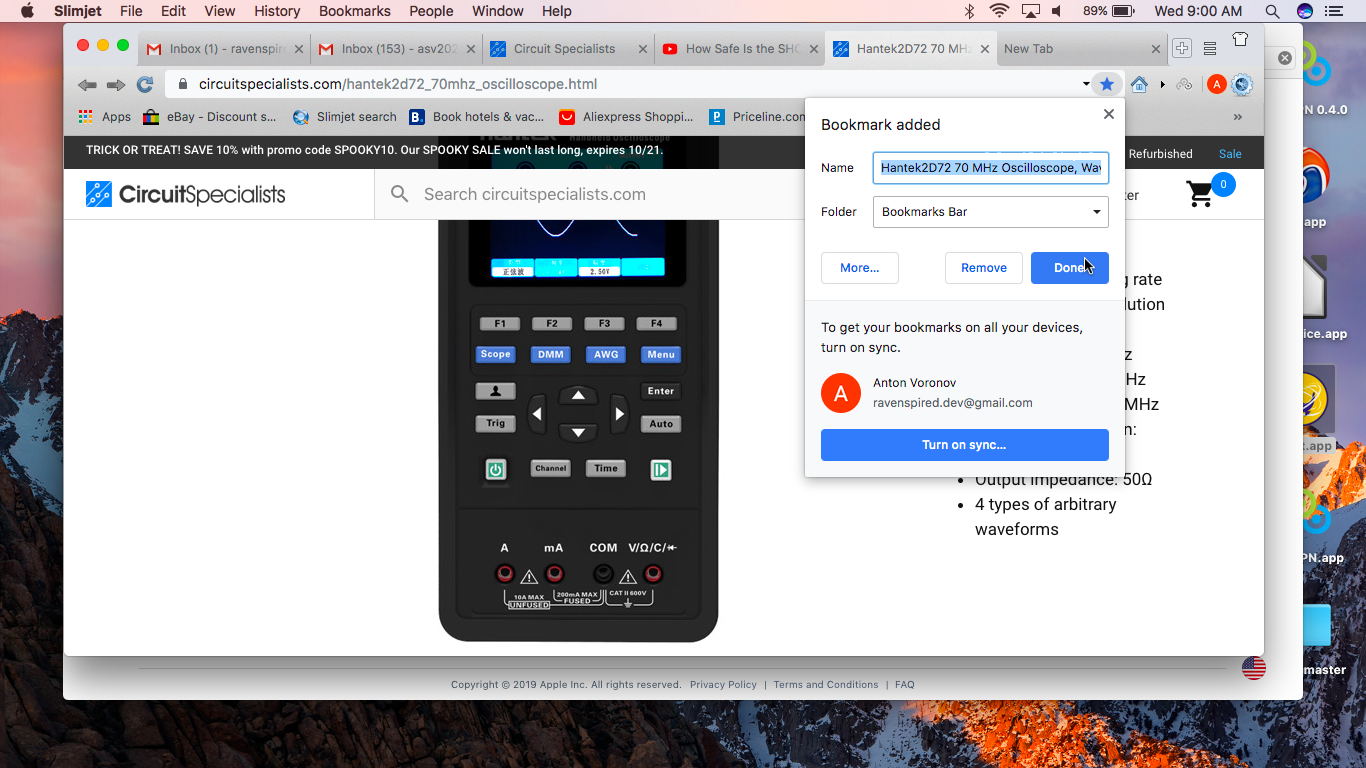 Slimjet File Edit View History Bookmarks People Window Help 89% Wed 9:00 AM
Inbox (1) - ravenspire
Inbox (153) - asv202
Circuit Specialists
How Safe Is the SHO
Hantek2D72 70 MHz
New Tab
circuitspecialists.com/hantek2d72_70mhz_oscilloscope.html
A
Apps
eBay - Discount s...
Slimjet search
B.
Book hotels & vac...
Aliexpress Shoppi...
P
Priceline.com
»
TRICK OR TREAT! SAVE 10% with promo code SPOOKY10. Our SPOOKY SALE won't last long, expires 10/21.
Refurbished
Sale
CircuitSpecialists
Search circuitspecialists.com
ter
0
Bookmark added
Name
Hantek2D72 70 MHz Oscilloscope, Wav
Folder
Bookmarks Bar
More...
Remove
Done
To get your bookmarks on all your devices,
turn on sync.
A
Anton Voronov
ravenspired.dev@gmail.com
Turn on sync...
g rate
lution
z
Hz
MHz
n:
Output impedance: 50Ω
4 types of arbitrary
waveforms
正弦波
2.50V
F1 F2 F3 F4
Scope DMM AWG Menu
Enter
Trig
Auto
Channel
Time
A mA COM V/Ω/C/
10A MAX
UNFUSED
200mA MAX
FUSED
CAT II 600V
Copyright © 2019 Apple Inc. All rights reserved. Privacy Policy | Terms and Conditions | FAQ
PN 0.4.0
app
ice.app
t.app
PN.app
master